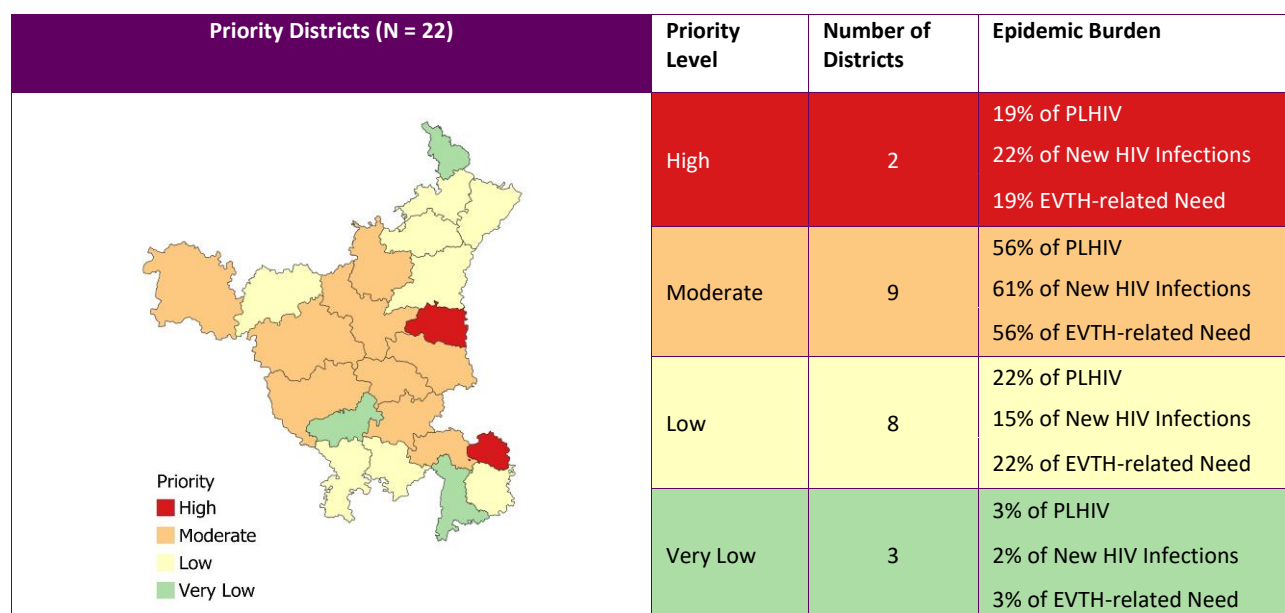 Priority Districts (N = 22)
Priority
Level
Number of
Districts
Epidemic Burden
High
2
19% of PLHIV
22% of New HIV Infections
19% EVTH-related Need
Moderate
9
56% of PLHIV
61% of New HIV Infections
56% of EVTH-related Need
Low
8
22% of PLHIV
15% of New HIV Infections
22% of EVTH-related Need
Very Low
3
3% of PLHIV
2% of New HIV Infections
3% of EVTH-related Need
Priority
High
Moderate
Low
Very Low